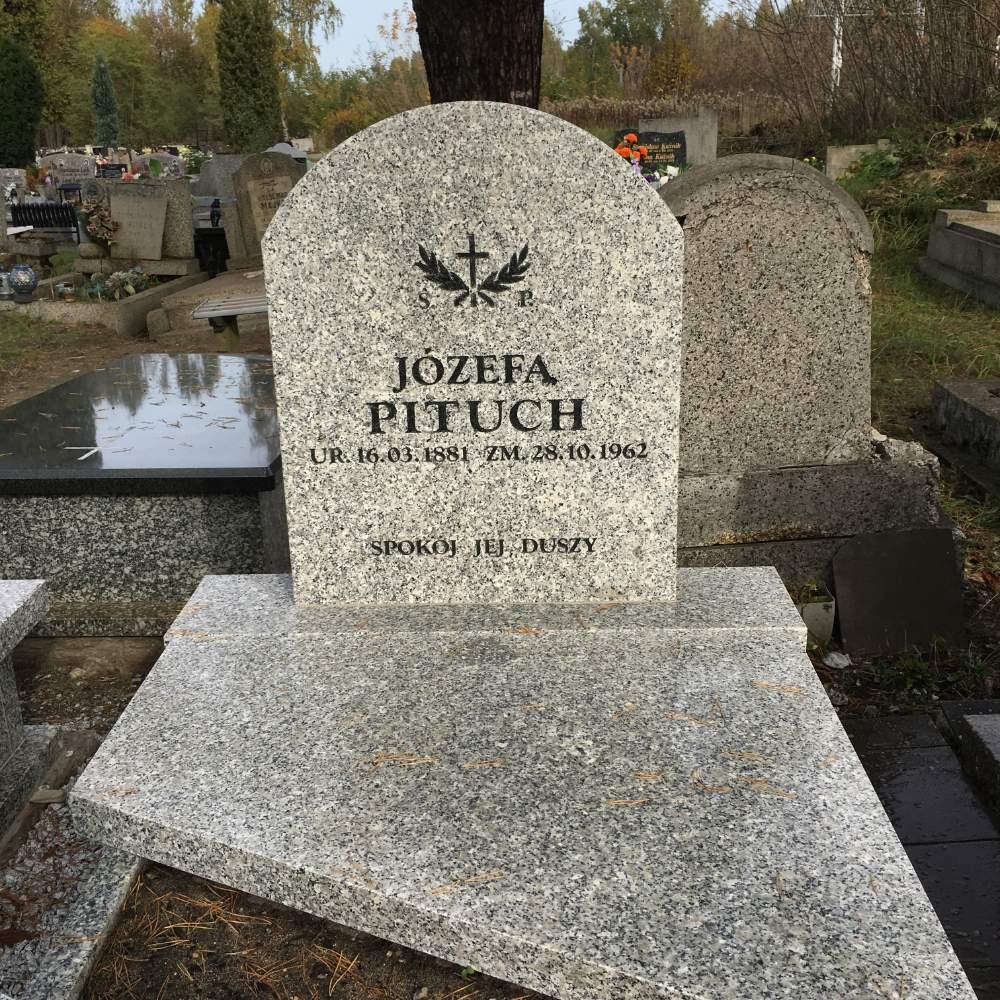 S. P.
JÓZEFA
PITUCH
UR. 16.03.1881 ZM. 28.10.1962
SPOKÓJ JEJ DUSZY